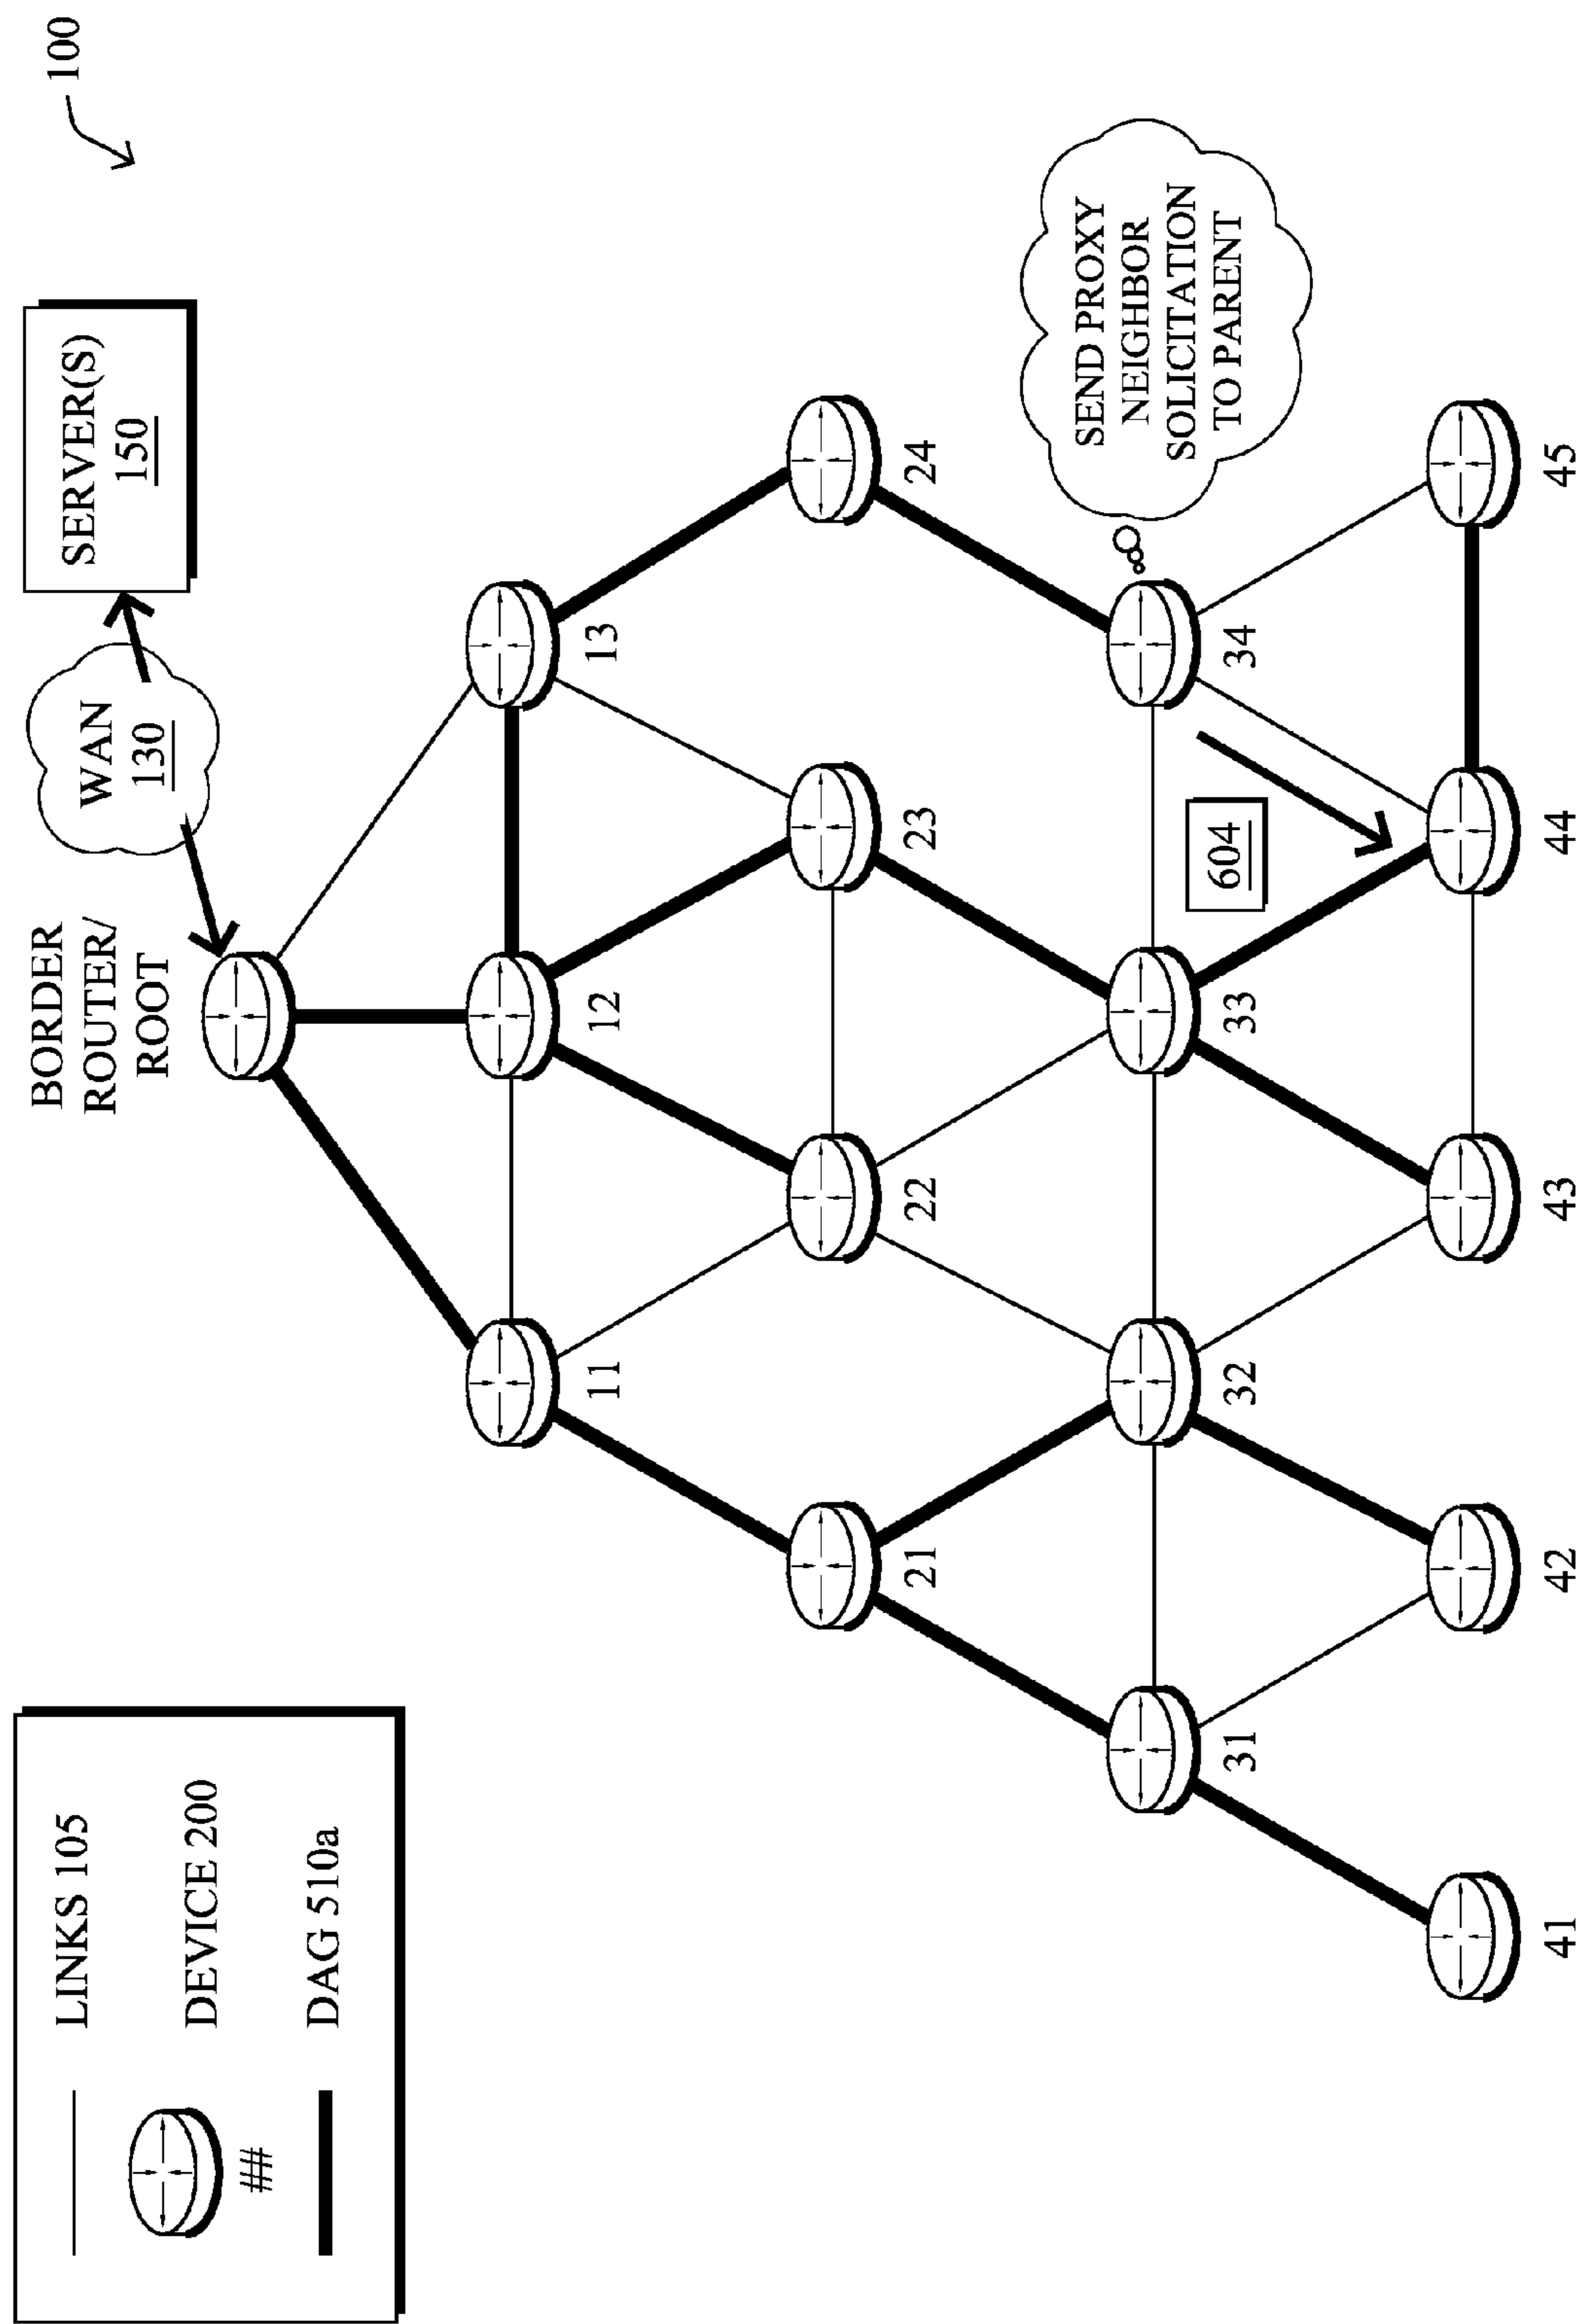 LINKS 105
DEVICE 200
##
DAG 510a
BORDER
ROUTER/
ROOT
WAN
130
SERVER(S)
150
100
11
12
13
21
22
23
24
31
32
33
34
604
SEND PROXY
NEIGHBOR
SOLICITATION
TO PARENT
41
42
43
44
45